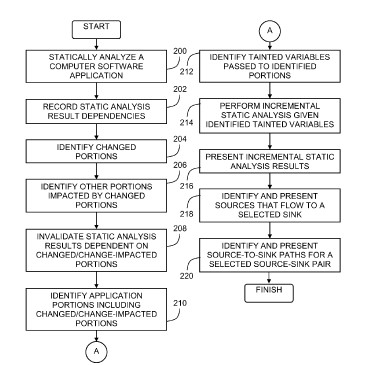 START
STATICALLY ANALYZE A
COMPUTER SOFTWARE
APPLICATION
200
RECORD STATIC ANALYSIS
RESULT DEPENDENCIES
202
IDENTIFY CHANGED
PORTIONS
204
IDENTIFY OTHER PORTIONS
IMPACTED BY CHANGED
PORTIONS
206
INVALIDATE STATIC ANALYSIS
RESULTS DEPENDENT ON
CHANGED/CHANGE-IMPACTED
PORTIONS
208
IDENTIFY APPLICATION
PORTIONS INCLUDING
CHANGED/CHANGE-IMPACTED
PORTIONS
210
A
A
IDENTIFY TAINTED VARIABLES
PASSED TO IDENTIFIED
PORTIONS
212
PERFORM INCREMENTAL
STATIC ANALYSIS GIVEN
IDENTIFIED TAINTED VARIABLES
214
PRESENT INCREMENTAL STATIC
ANALYSIS RESULTS
216
IDENTIFY AND PRESENT
SOURCES THAT FLOW TO A
SELECTED SINK
218
IDENTIFY AND PRESENT
SOURCE-TO-SINK PATHS FOR A
SELECTED SOURCE-SINK PAIR
220
FINISH